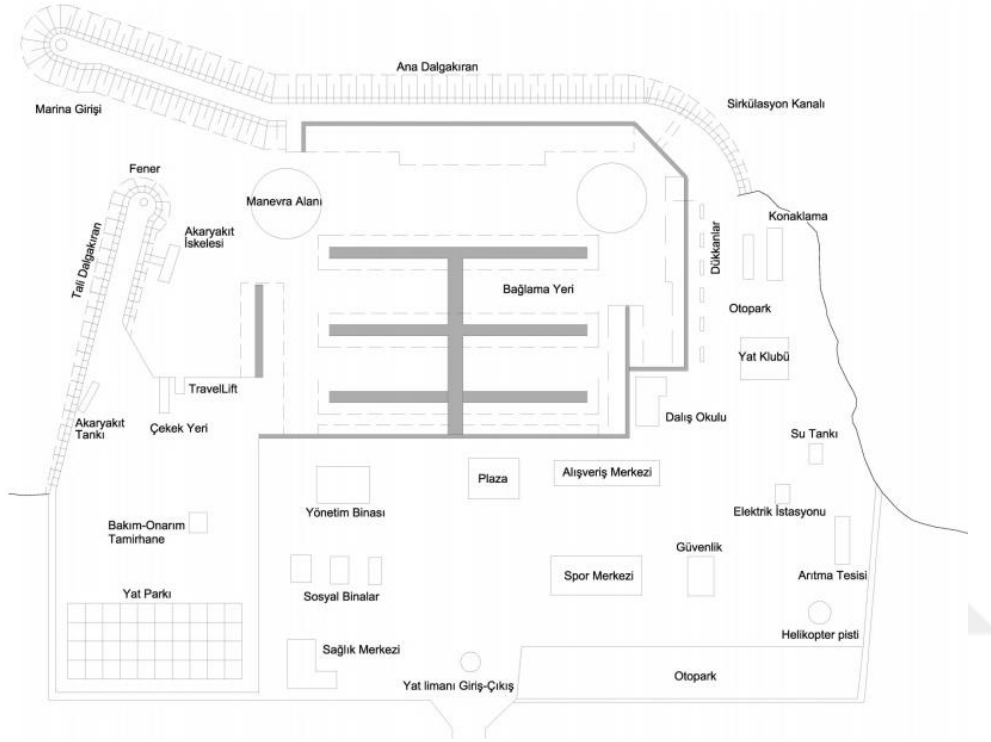 Ana Dalgakıran
Marina Girişi
Sirkülasyon Kanalı
Fener
Manevra Alanı
Konaklama
Akaryakıt
İskelesi
Tali Dalgakıran
Dükkanlar
Bağlama Yeri
Otopark
Yat Klubü
TravelLift
Akaryakıt
Tankı
Çekek Yeri
Dalış Okulu
Su Tankı
Plaza
Alışveriş Merkezi
Yönetim Binası
Elektrik İstasyonu
Bakım-Onarım
Tamirhane
Güvenlik
Spor Merkezi
Arıtma Tesisi
Yat Parkı
Sosyal Binalar
Helikopter pisti
Sağlık Merkezi
Yat limanı Giriş-Çıkış
Otopark